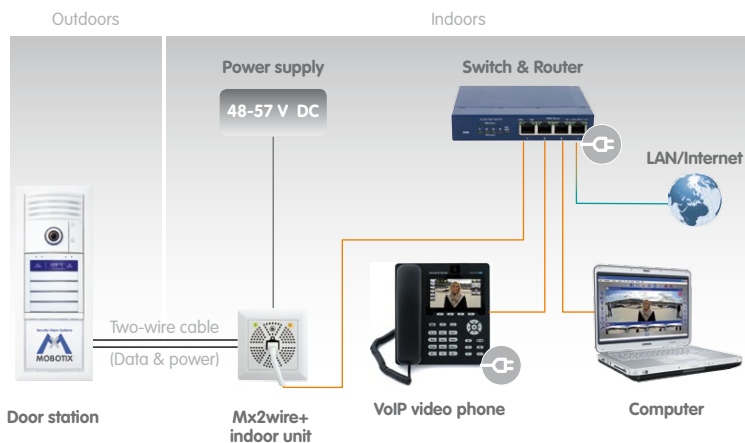 Outdoors
Indoors
Power supply
48-57 V DC
Switch & Router
LAN/Internet
Two-wire cable
(Data & power)
MOBOTIX
Door station
Mx2wire+
indoor unit
VoIP video phone
Computer